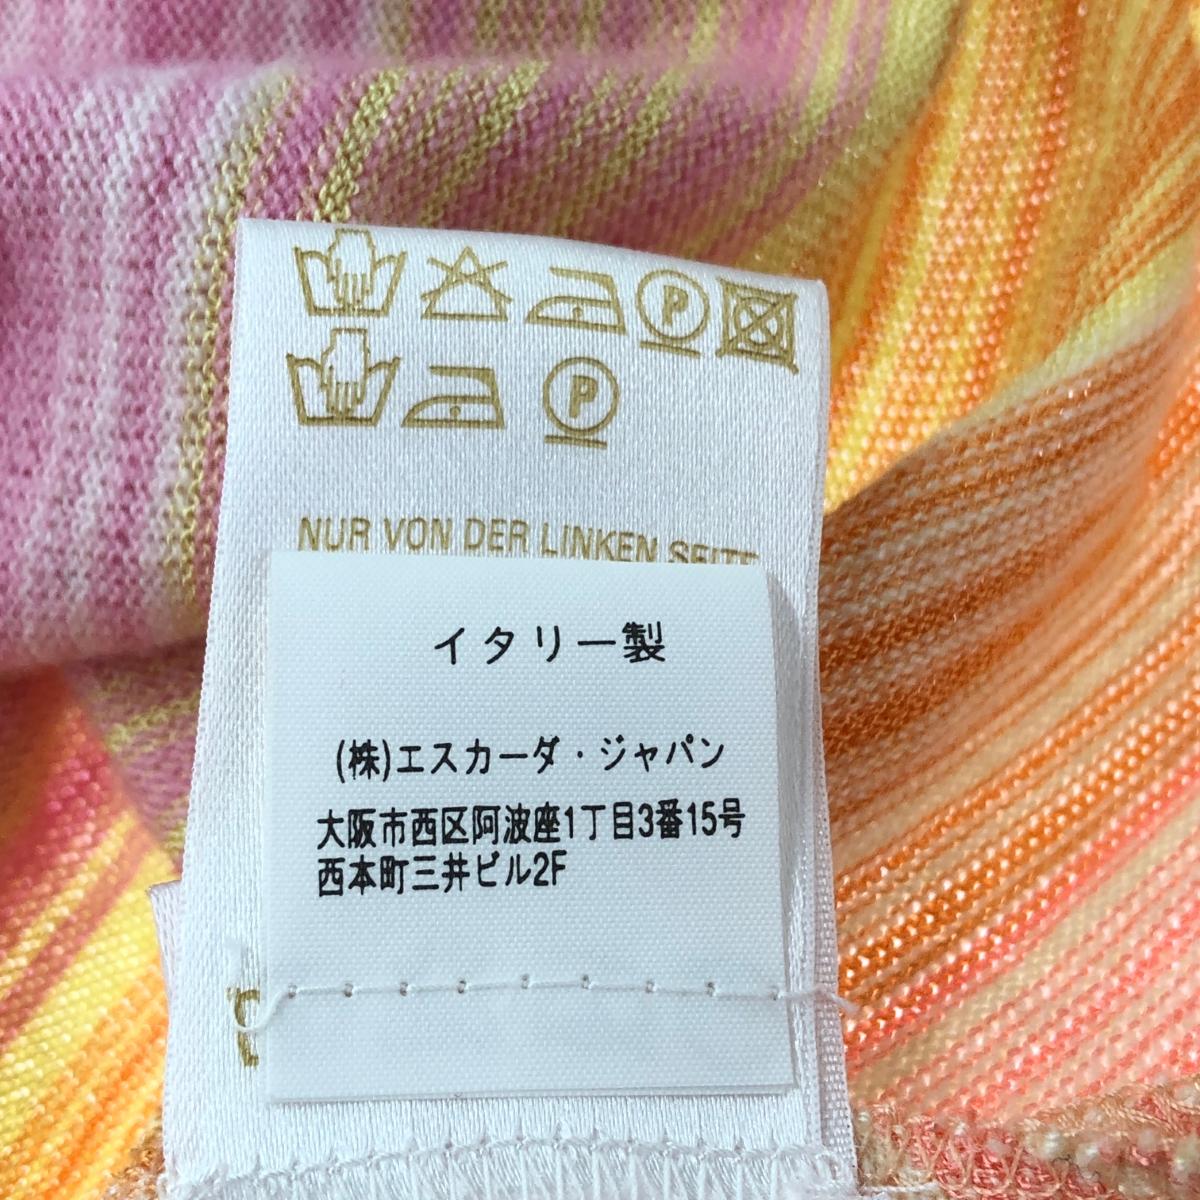 P
P
NUR VON DER LINKEN SEITE
イタリー製
(株)エスカーダ・ジャパン
大阪市西区阿波座1丁目3番15号
西本町三井ビル2F